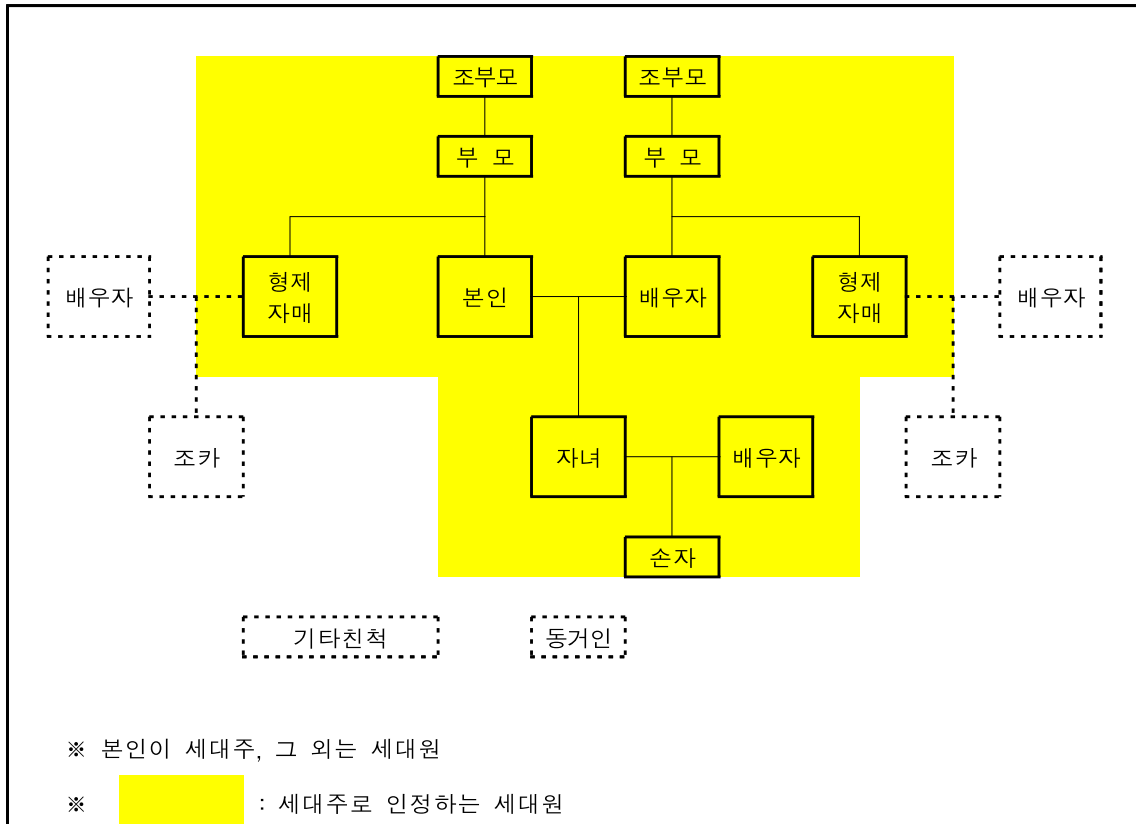 조부모 조부모
부 모 부 모
배우자 형제 자매 본인 배우자 형제 자매 배우자
조카 자녀 배우자 조카
손자
기타친척 동거인
※ 본인이 세대주, 그 외는 세대원
※ : 세대주로 인정하는 세대원